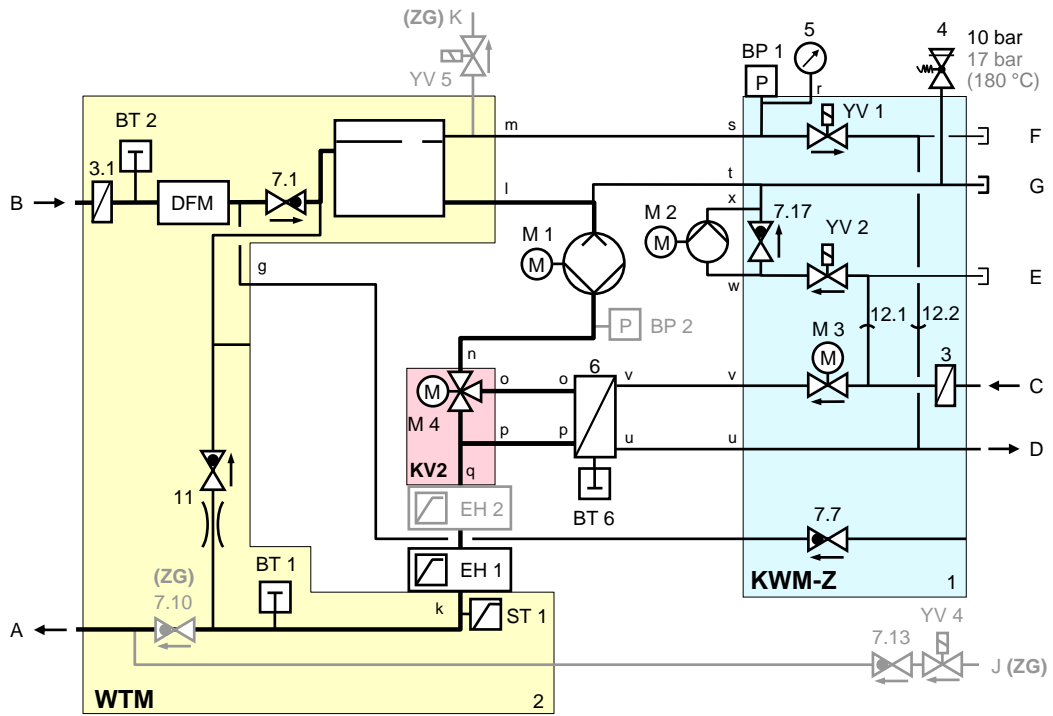 (ZG) K
YV 5
BP 1
5
4
10 bar
17 bar
(180 °C)
P
r
BT 2
m
s
YV 1
F
3.1
7.1
t
G
B
DFM
l
x
M 2
7.17
YV 2
M 1
M
M
g
w
E
P
BP 2
12.1
12.2
M 3
n
M
6
3
M
o
o
v
v
C
M 4
p
p
u
u
D
KV2
q
11
EH 2
BT 6
7.7
BT 1
EH 1
KWM-Z
1
(ZG)
7.10
k
ST 1
YV 4
A
7.13
J (ZG)
WTM
2